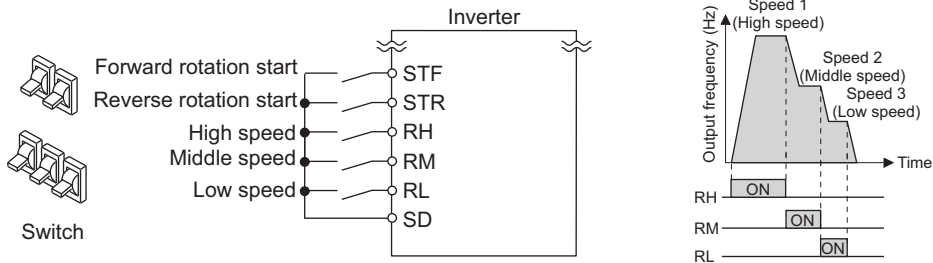 Inverter
Forward rotation start
STF
Reverse rotation start
STR
High speed
RH
Middle speed
RM
Low speed
RL
SD
Switch
Output frequency (Hz)
Speed 1
(High speed)
Speed 2
(Middle speed)
Speed 3
(Low speed)
Time
RH
ON
RM
ON
RL
ON